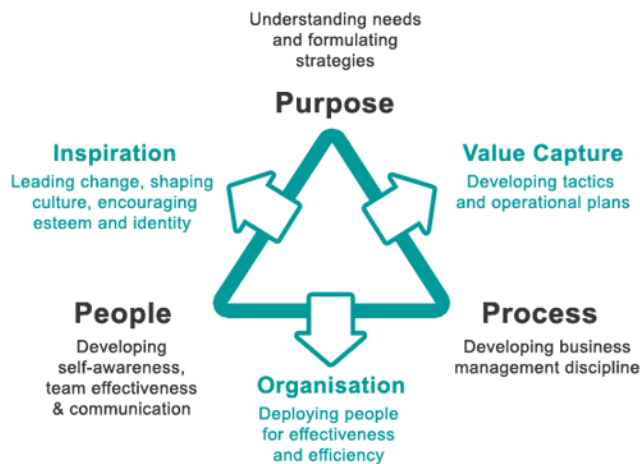 Understanding needs
and formulating
strategies
Purpose
Inspiration
Leading change, shaping
culture, encouraging
esteem and identity
Value Capture
Developing tactics
and operational plans
People
Developing
self-awareness,
team effectiveness
& communication
Process
Developing business
management discipline
Organisation
Deploying people
for effectiveness
and efficiency